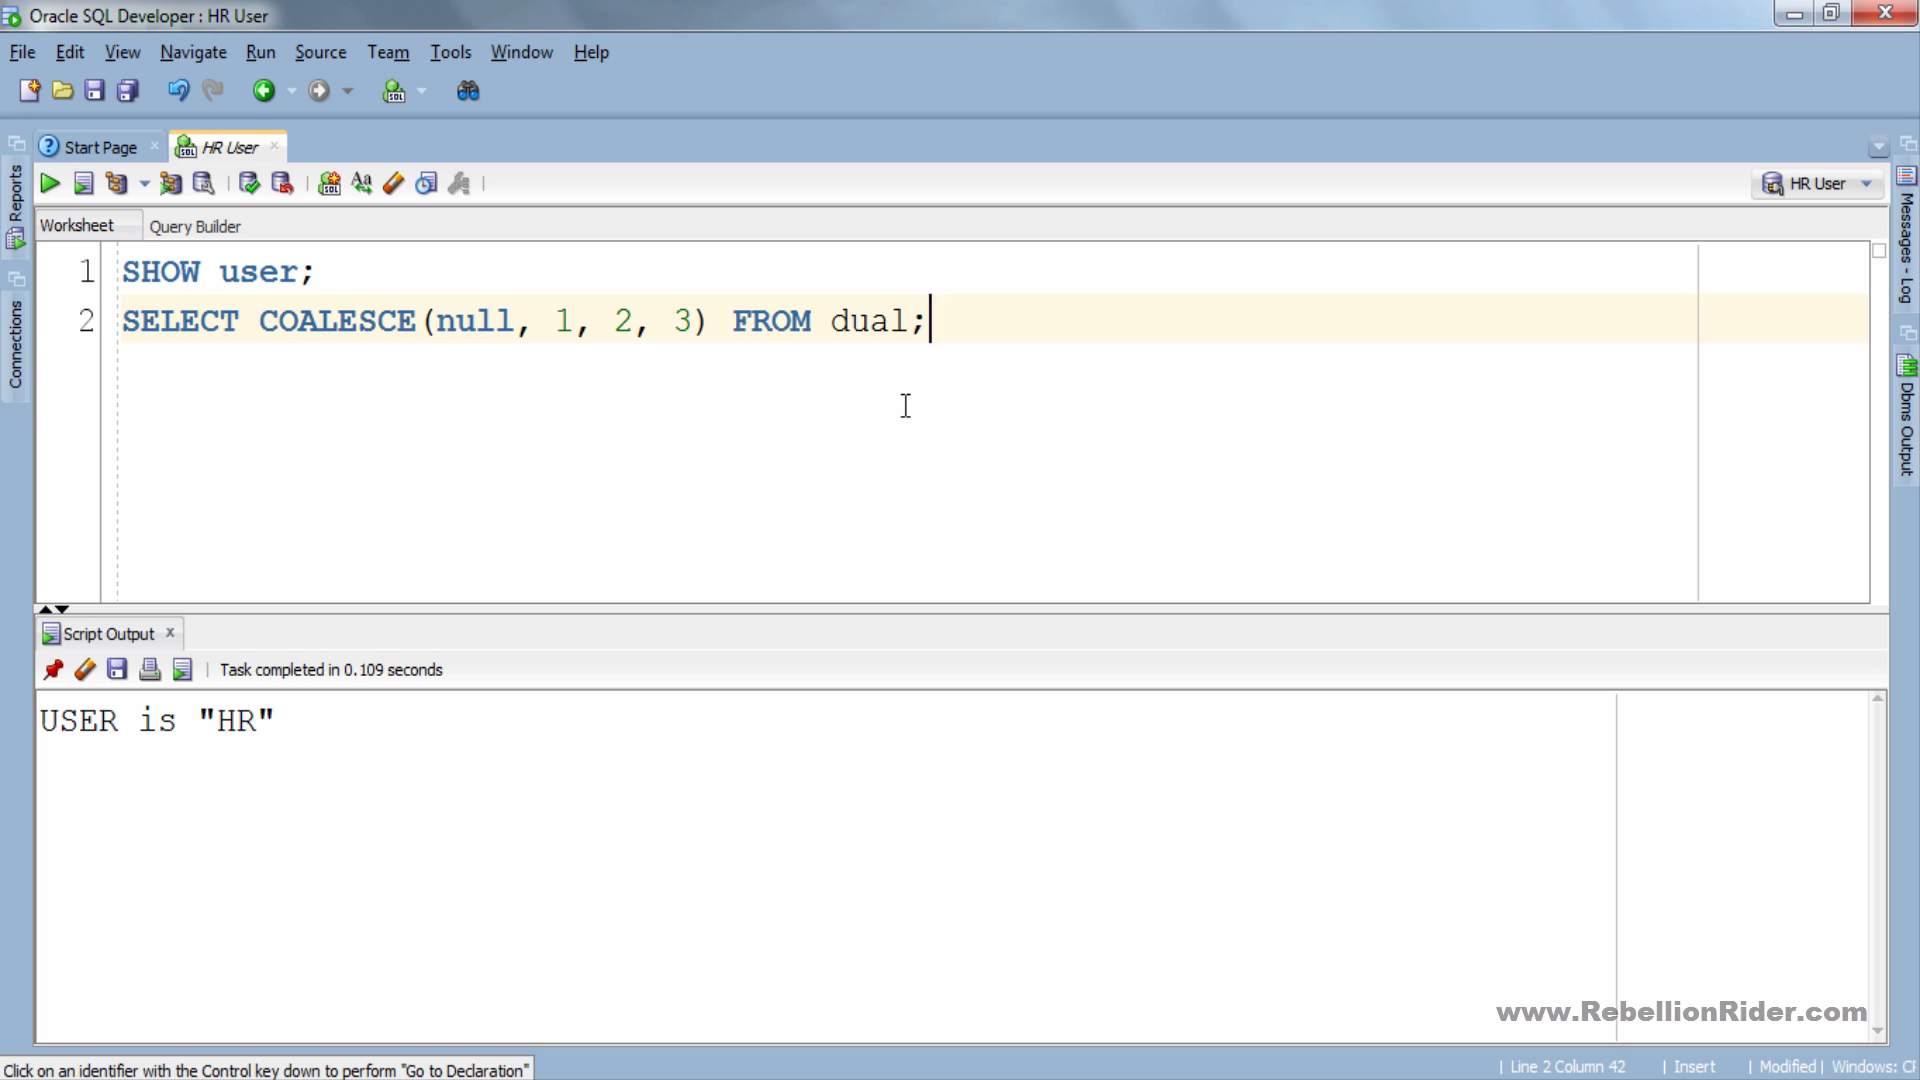 Oracle SQL Developer : HR User
File Edit View Navigate Run Source Team Tools Window Help
Start Page
HR User
HR User
Worksheet
Query Builder
1 SHOW user;
2 SELECT COALESCE(null, 1, 2, 3) FROM dual;
Reports
Connections
Messages - Log
Dbms Output
Script Output
Task completed in 0.109 seconds
USER is "HR"
www.RebellionRider.com
Click on an identifier with the Control key down to perform "Go to Declaration"
Line 2 Column 42
Insert
Modified
Windows: